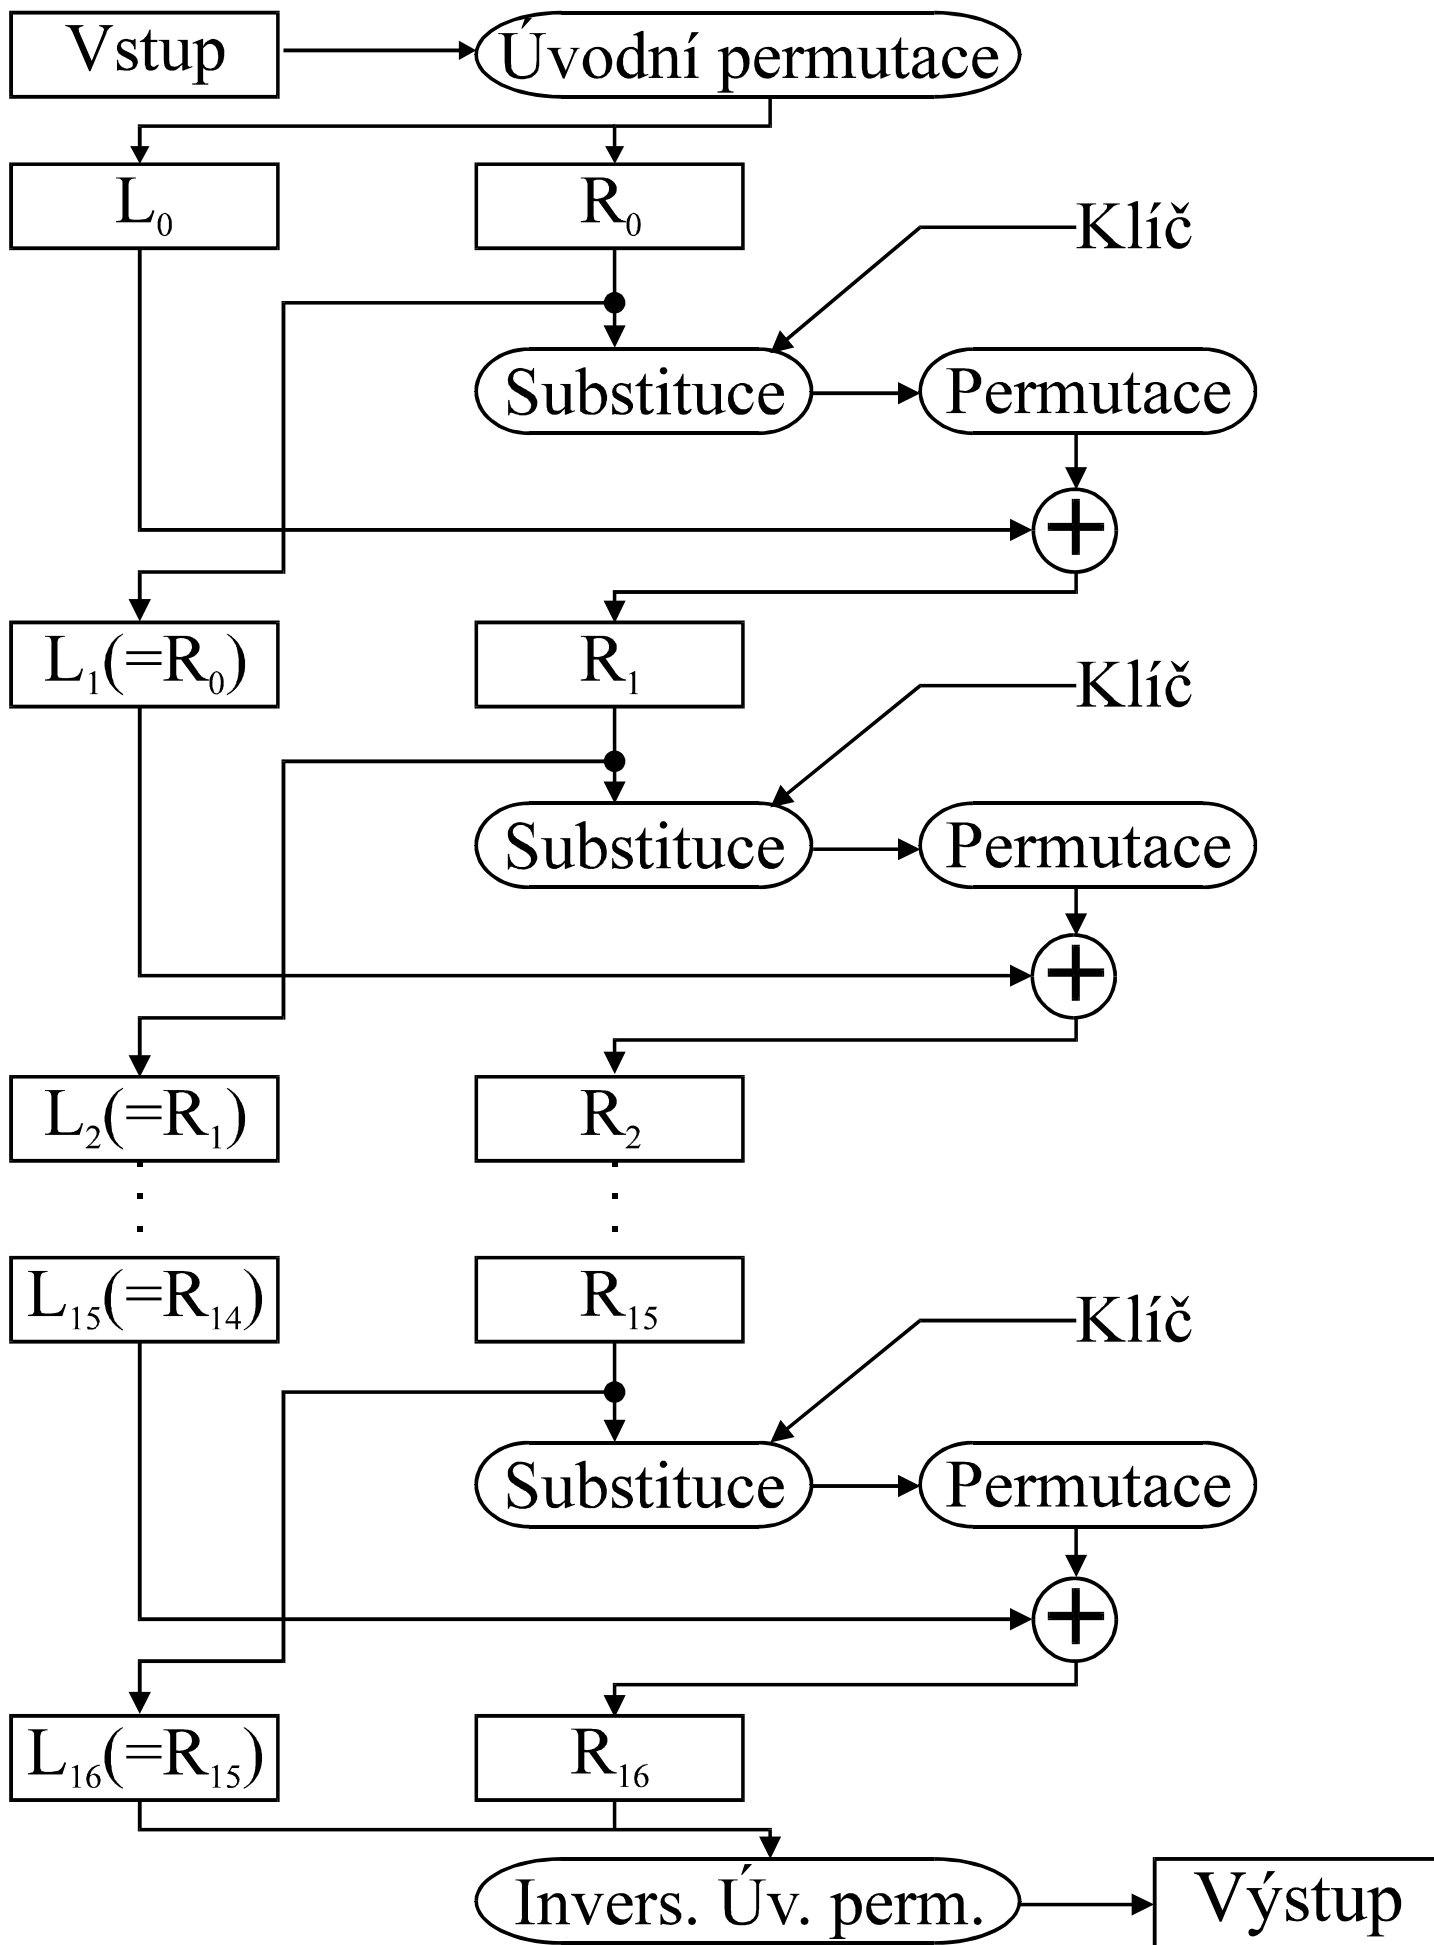 Vstup
Úvodní permutace
L₀
R₀
Klíč
Substituce
Permutace
+
L₁(=R₀)
R₁
Klíč
Substituce
Permutace
+
L₂(=R₁)
R₂
L₁₅(=R₁₄)
R₁₅
Klíč
Substituce
Permutace
+
L₁₆(=R₁₅)
R₁₆
Invers. Úv. perm.
Výstup